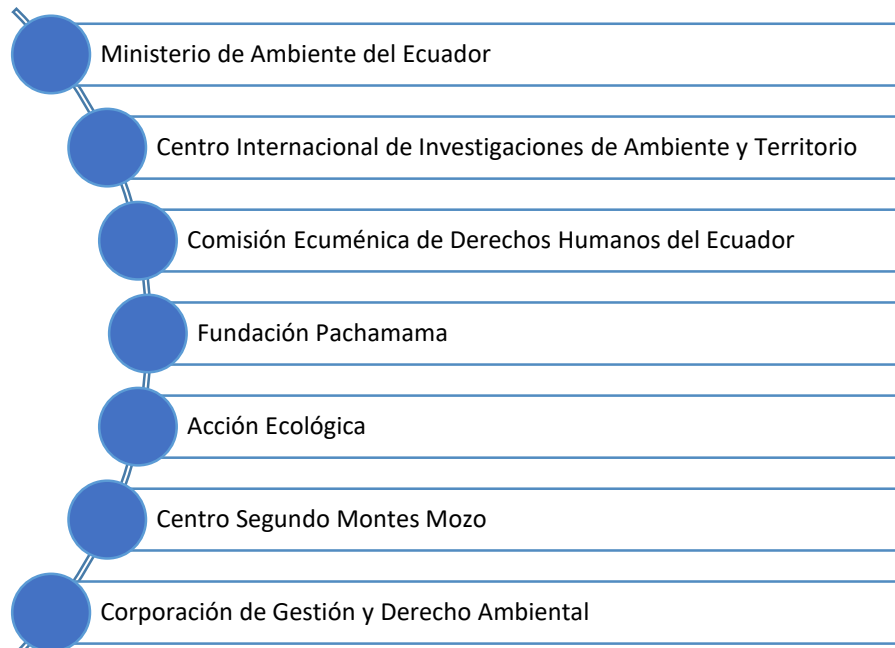 Ministerio de Ambiente del Ecuador
Centro Internacional de Investigaciones de Ambiente y Territorio
Comisión Ecuménica de Derechos Humanos del Ecuador
Fundación Pachamama
Acción Ecológica
Centro Segundo Montes Mozo
Corporación de Gestión y Derecho Ambiental